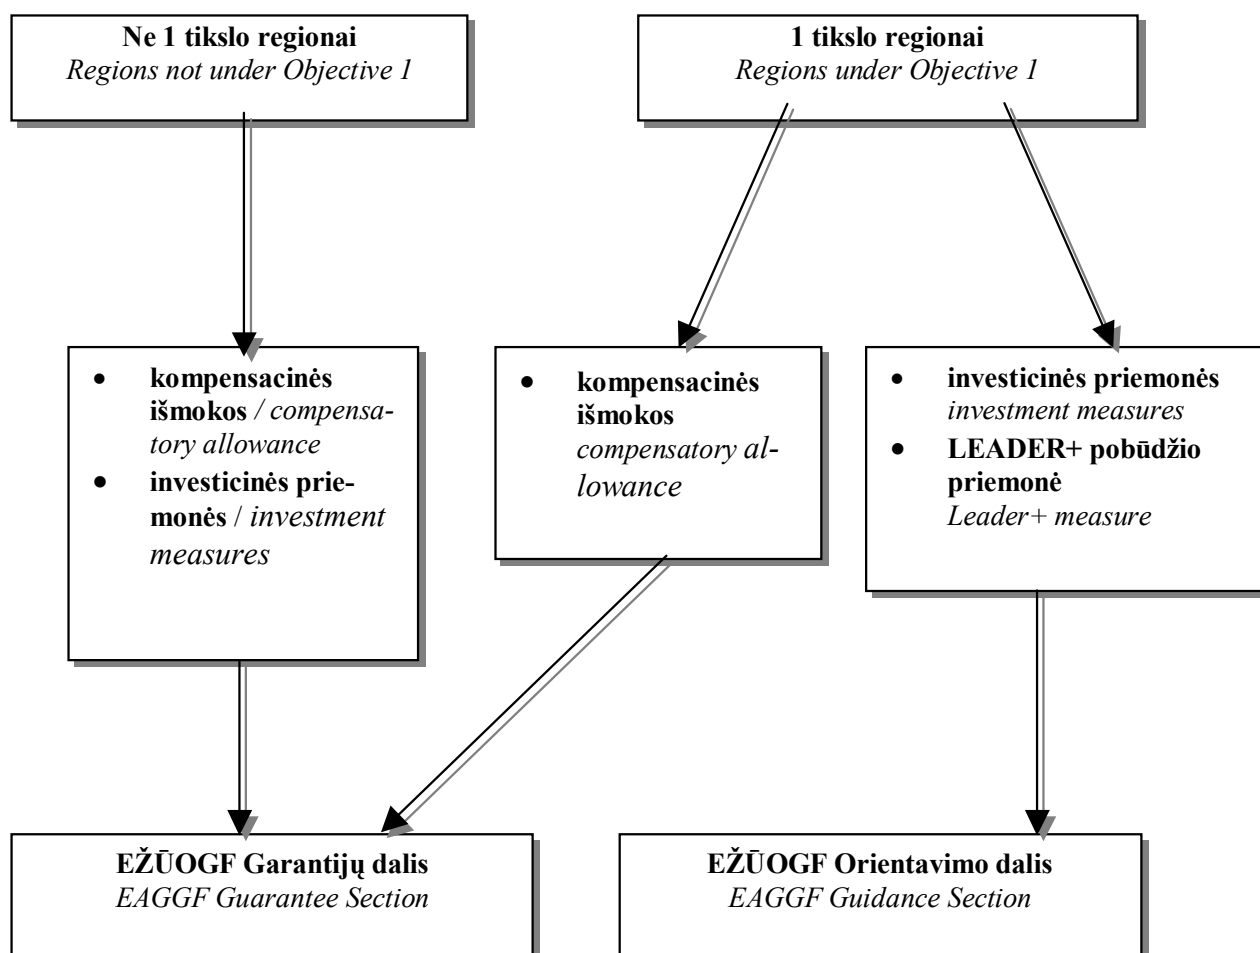 Ne 1 tikslo regionai
Regions not under Objective 1
1 tikslo regionai
Regions under Objective 1
• kompensacinės
išmokos / compensa-
tory allowance
• investicinės prie-
monės / investment
measures
• kompensacinės
išmokos
compensatory al-
lowance
• investicinės priemonės
investment measures
• LEADER+ pobūdžio
priemonė
Leader+ measure
EŽŪOGF Garantijų dalis
EAGGF Guarantee Section
EŽŪOGF Orientavimo dalis
EAGGF Guidance Section